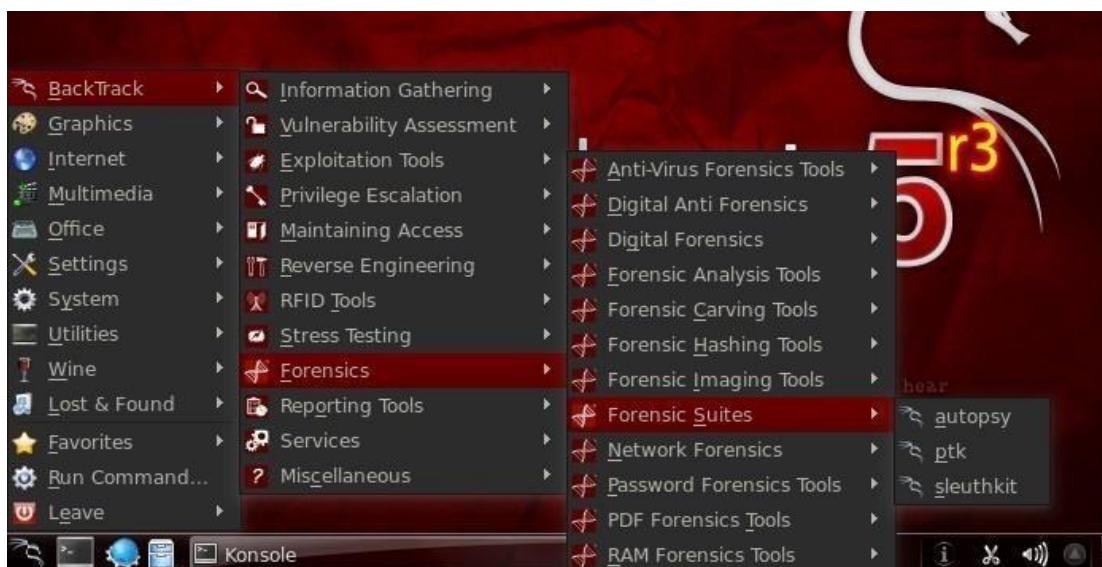 BackTrack
Graphics
Internet
Multimedia
Office
Settings
System
Utilities
Wine
Lost & Found
Favorites
Run Command...
Leave
Information Gathering
Vulnerability Assessment
Exploitation Tools
Privilege Escalation
Maintaining Access
Reverse Engineering
RFID Tools
Stress Testing
Forensics
Reporting Tools
Services
Miscellaneous
Anti-Virus Forensics Tools
Digital Anti Forensics
Digital Forensics
Forensic Analysis Tools
Forensic Carving Tools
Forensic Hashing Tools
Forensic Imaging Tools
Forensic Suites
Network Forensics
Password Forensics Tools
PDF Forensics Tools
RAM Forensics Tools
autopsy
ptk
sleuthkit
5 r3
hear
Konsole